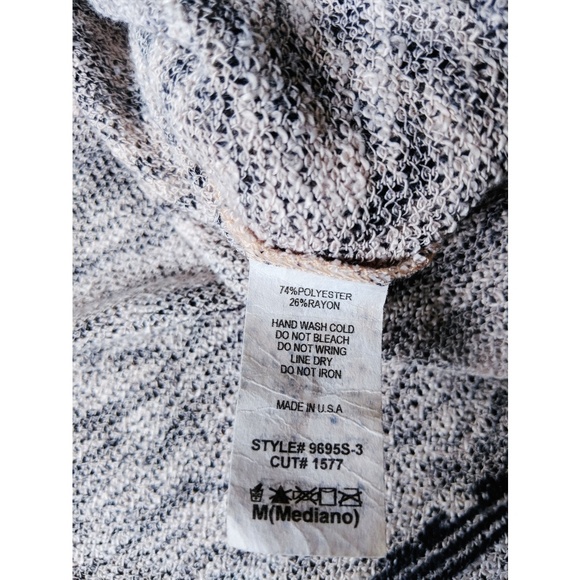 74%POLYESTER
26%RAYON
HAND WASH COLD
DO NOT BLEACH
DO NOT WRING
LINE DRY
DO NOT IRON
MADE IN U.S.A
STYLE# 9695S-3
CUT# 1577
M(Mediano)